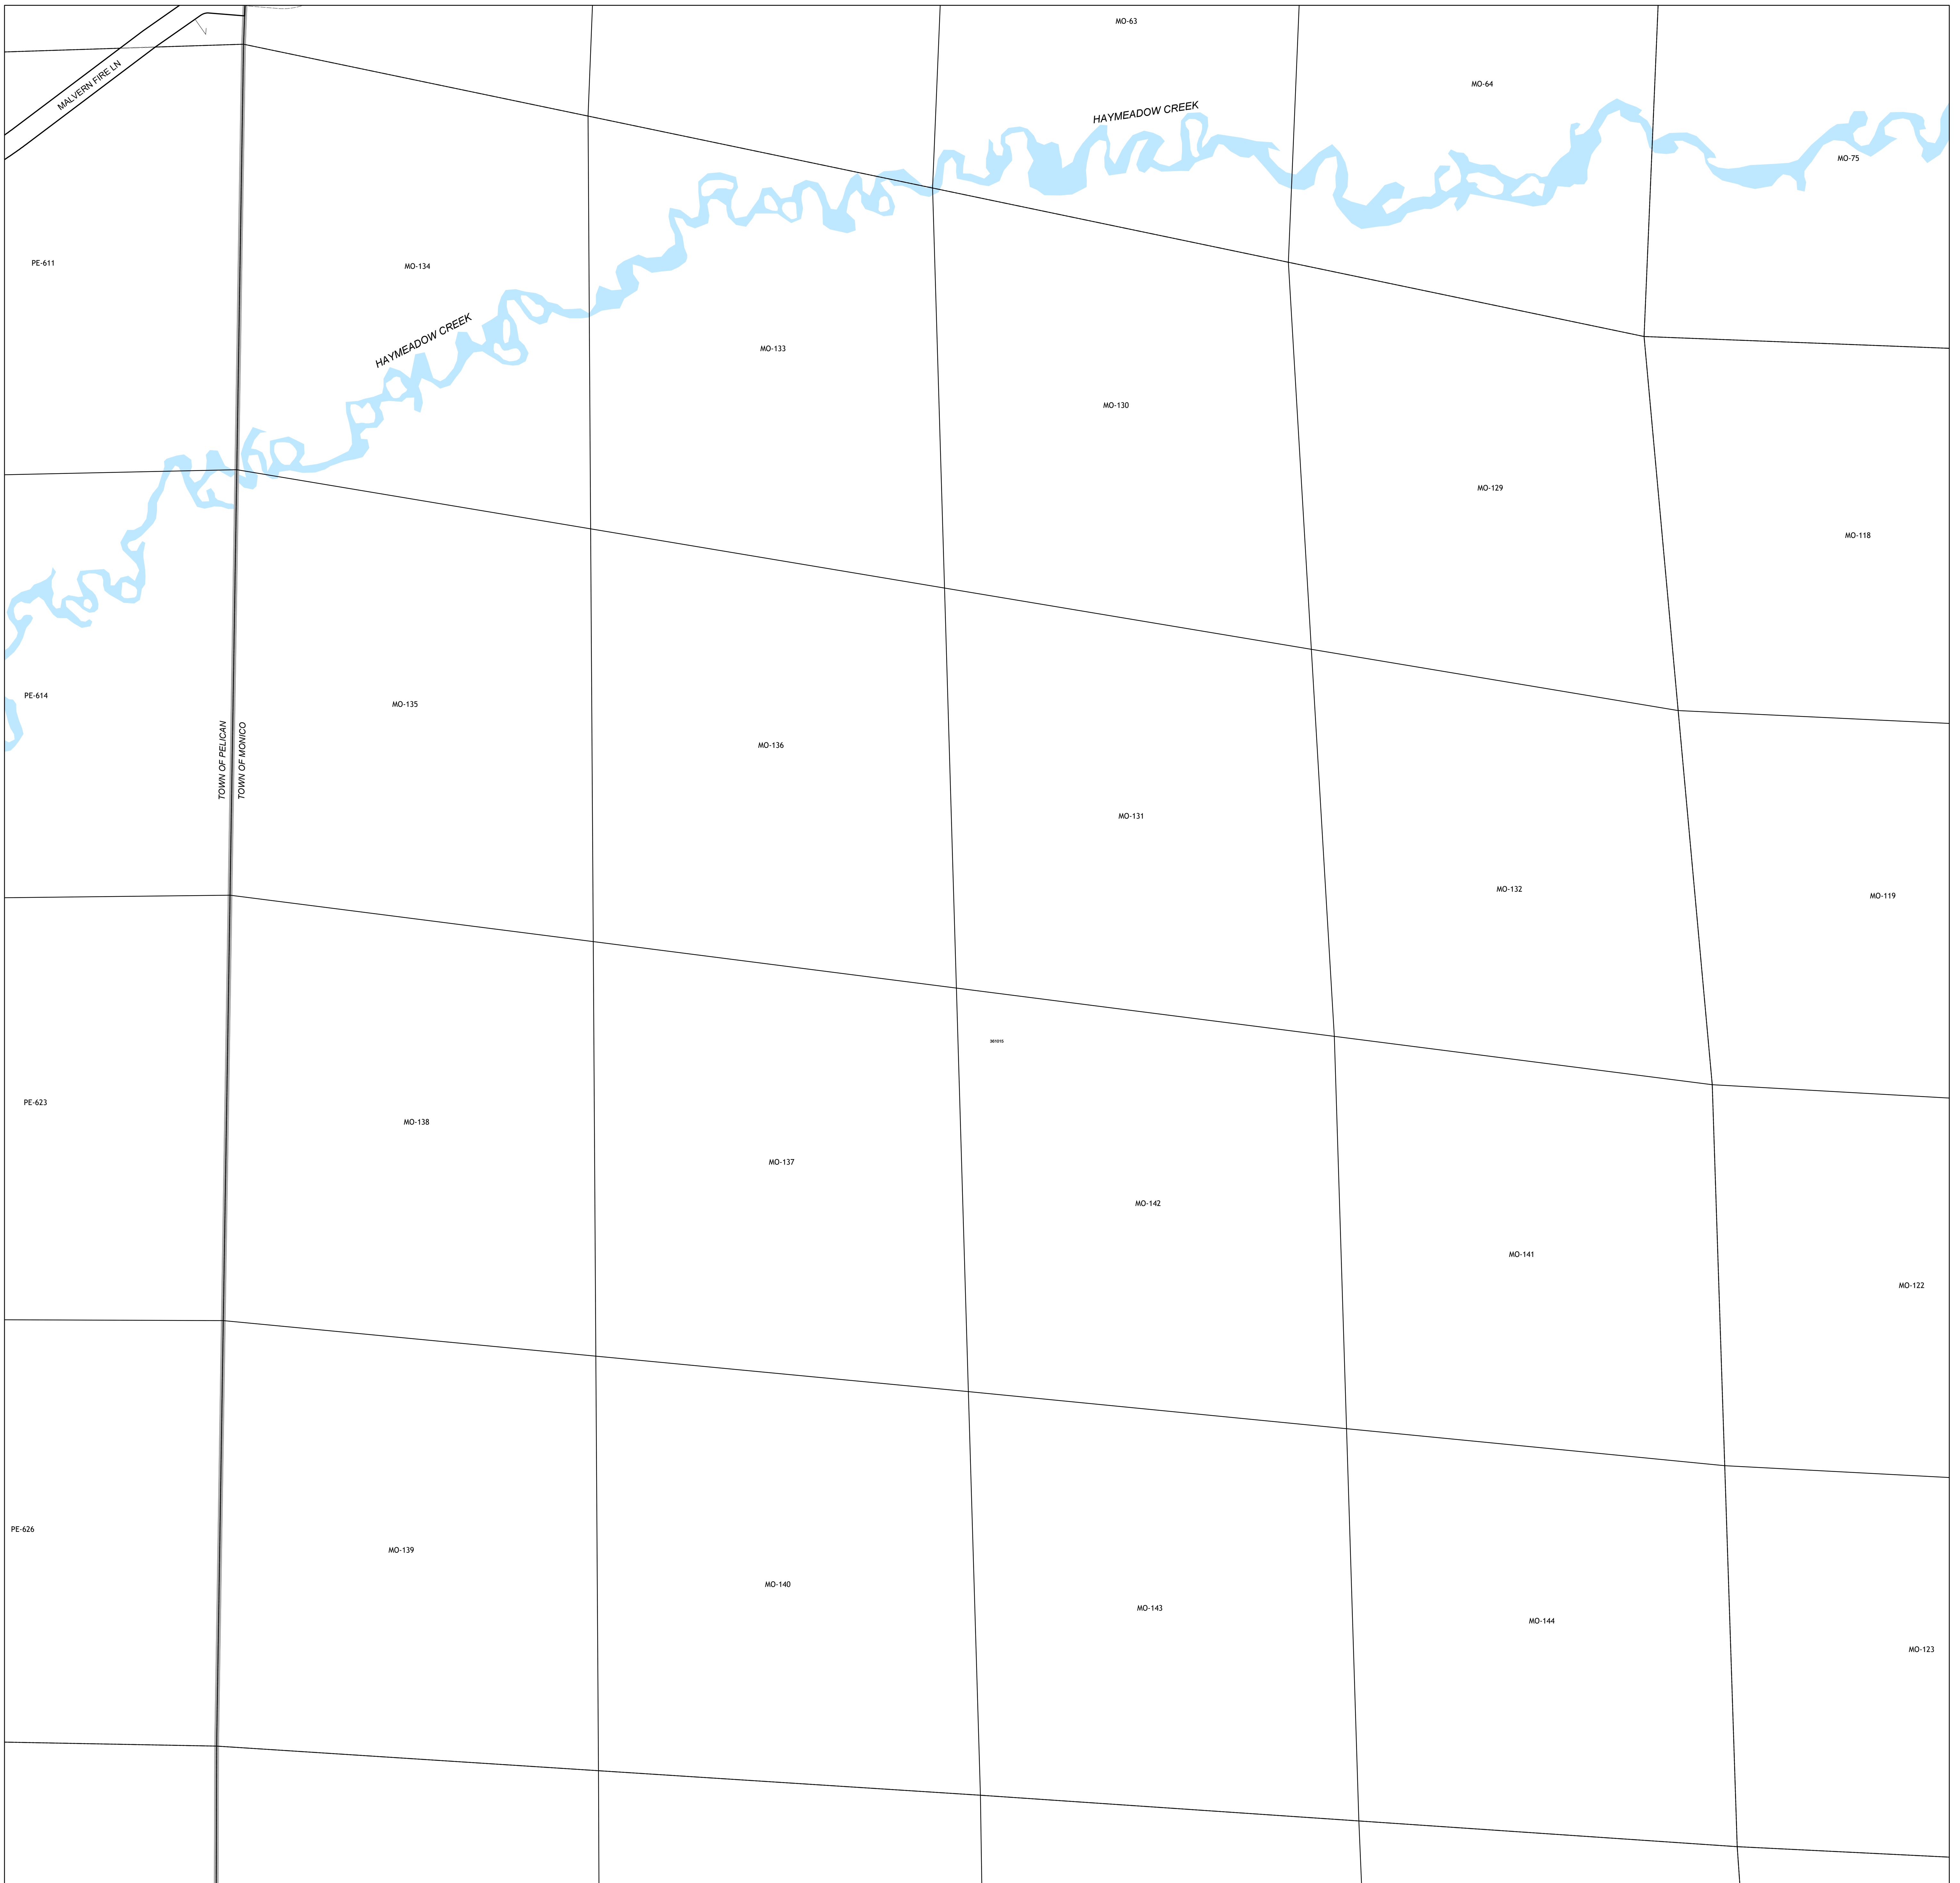 MO-63
MALVERN FIRE LN
MO-64
HAYMEADOW CREEK
MO-75
PE-611
MO-134
HAYMEADOW CREEK
MO-133
MO-130
MO-129
MO-118
PE-614
MO-135
TOWN OF PELICAN
TOWN OF MONICO
MO-136
MO-131
MO-132
MO-119
361015
PE-623
MO-138
MO-137
MO-142
MO-141
MO-122
PE-626
MO-139
MO-140
MO-143
MO-144
MO-123